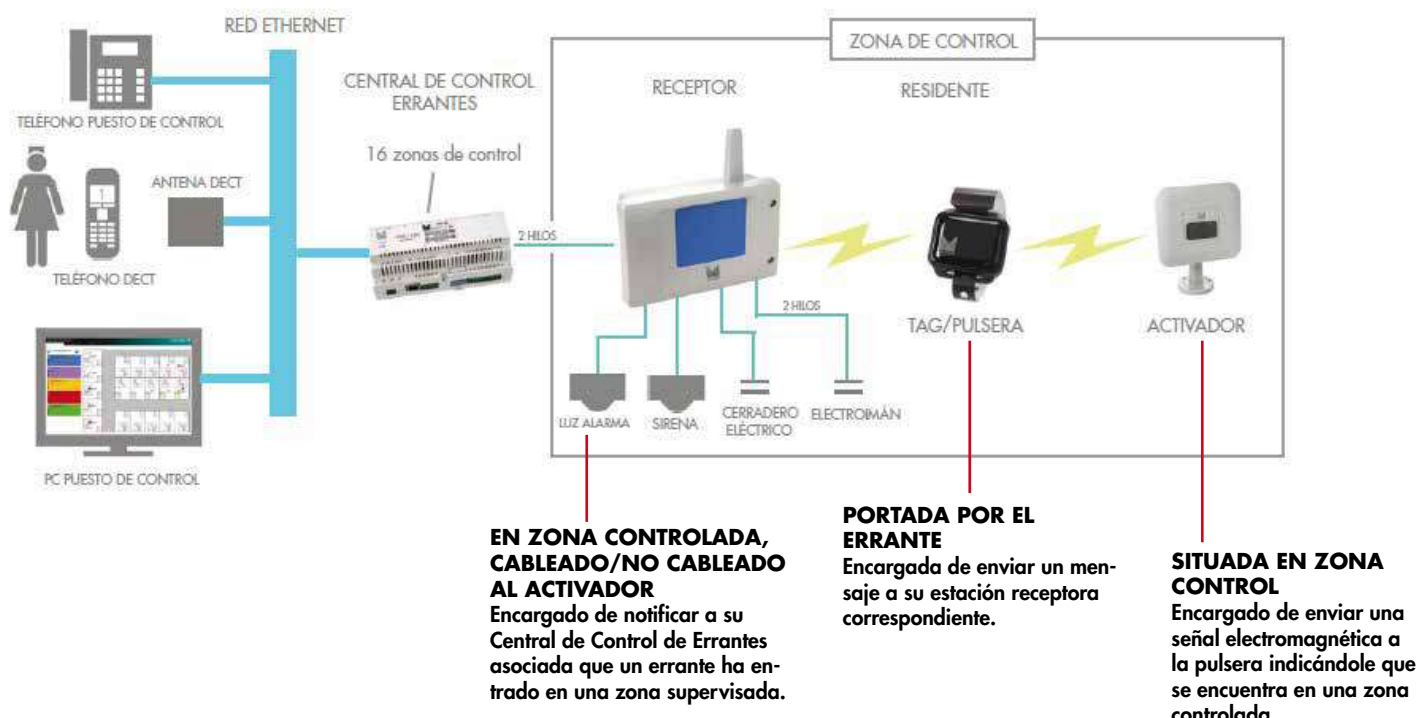 RED ETHERNET
TELÉFONO PUESTO DE CONTROL
ANTENA DECT
TELÉFONO DECT
PC PUESTO DE CONTROL
CENTRAL DE CONTROL
ERRANTES
16 zonas de control
2 HILOS
ZONA DE CONTROL
RECEPTOR
RESIDENTE
2 HILOS
TAG/PULSERA
ACTIVADOR
LUZ ALARMA
SIRENA
CERRADERO
ELÉCTRICO
ELECTROIMÁN
EN ZONA CONTROLADA,
CABLEADO/NO CABLEADO
AL ACTIVADOR
Encargado de notificar a su
Central de Control de Errantes
asociada que un errante ha en-
trado en una zona supervisada.
PORTADA POR EL
ERRANTE
Encargada de enviar un men-
saje a su estación receptora
correspondiente.
SITUADA EN ZONA
CONTROL
Encargado de enviar una
señal electromagnética a
la pulsera indicándole que
se encuentra en una zona
controlada